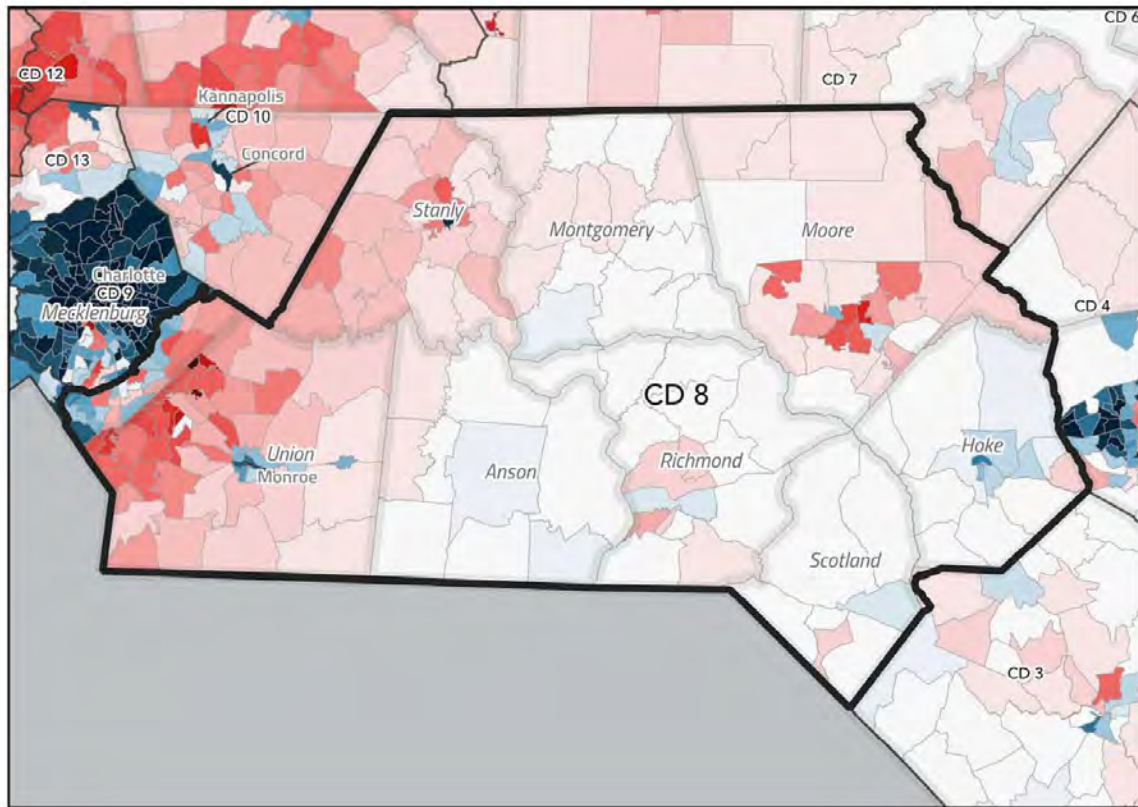 CD 6
CD 12
CD 7
Kannapolis
CD 10
CD 13
Concord
Stanly
Montgomery
Moore
Charlotte
CD 9
Mecklenburg
CD 4
CD 8
Union
Monroe
Anson
Richmond
Hoke
Scotland
CD 3